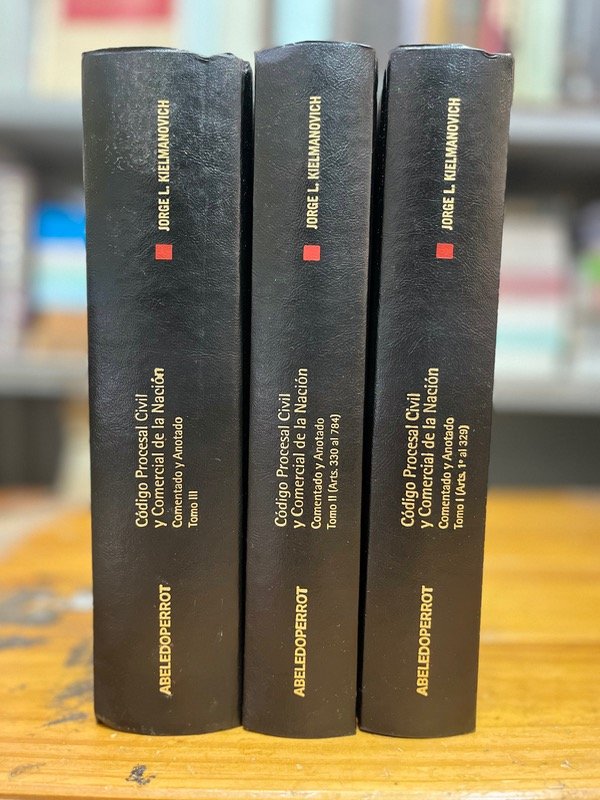 JORGE L. KIELMANOVICH
Código Procesal Civil
y Comercial de la Nación
Comentado y Anotado
Tomo III
ABELEDOPERROT
JORGE L. KIELMANOVICH
Código Procesal Civil
y Comercial de la Nación
Comentado y Anotado
Tomo II (Arts. 330 al 784)
ABELEDOPERROT
JORGE L. KIELMANOVICH
Código Procesal Civil
y Comercial de la Nación
Comentado y Anotado
Tomo I (Arts. 1º al 329)
ABELEDOPERROT